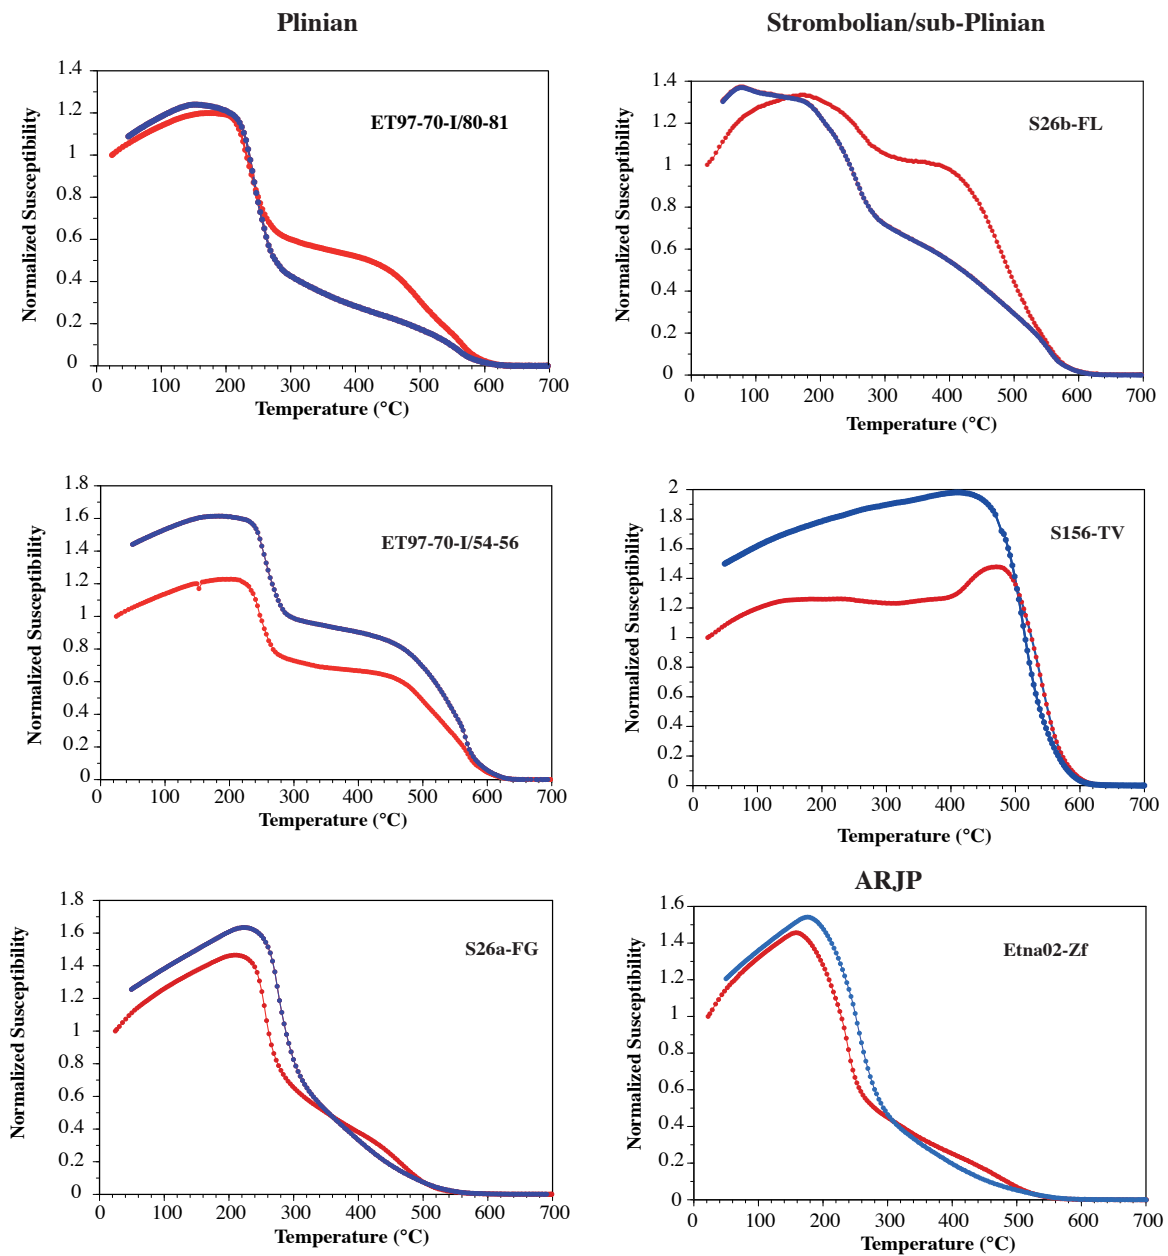 Plinian
Strombolian/sub-Plinian
1.4
1.2
1
0.8
0.6
0.4
0.2
0
Normalized Susceptibility
ET97-70-I/80-81
0 100 200 300 400 500 600 700
Temperature (°C)
1.4
1.2
1
0.8
0.6
0.4
0.2
0
Normalized Susceptibility
S26b-FL
0 100 200 300 400 500 600 700
Temperature (°C)
1.8
1.6
1.4
1.2
1
0.8
0.6
0.4
0.2
0
Normalized Susceptibility
ET97-70-I/54-56
0 100 200 300 400 500 600 700
Temperature (°C)
2
1.8
1.6
1.4
1.2
1
0.8
0.6
0.4
0.2
0
Normalized Susceptibility
S156-TV
0 100 200 300 400 500 600 700
Temperature (°C)
1.8
1.6
1.4
1.2
1
0.8
0.6
0.4
0.2
0
Normalized Susceptibility
S26a-FG
0 100 200 300 400 500 600 700
Temperature (°C)
ARJP
1.6
1.4
1.2
1
0.8
0.6
0.4
0.2
0
Normalized Susceptibility
Etna02-Zf
0 100 200 300 400 500 600 700
Temperature (°C)